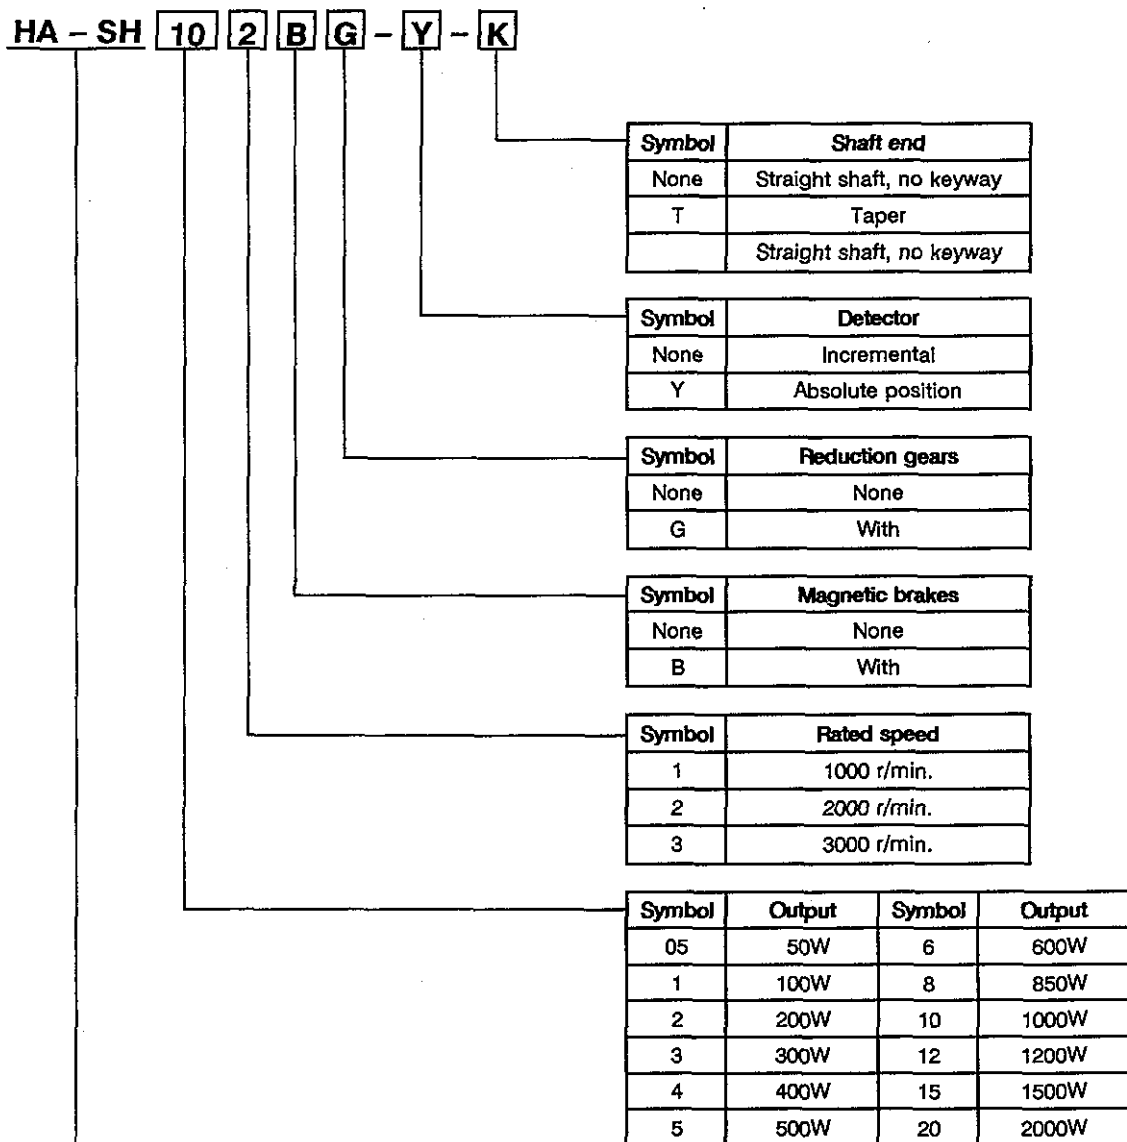 HA – SH 10 2 B G – Y – K
Symbol Shaft end
None Straight shaft, no keyway
T Taper
Straight shaft, no keyway
Symbol Detector
None Incremental
Y Absolute position
Symbol Reduction gears
None None
G With
Symbol Magnetic brakes
None None
B With
Symbol Rated speed
1 1000 r/min.
2 2000 r/min.
3 3000 r/min.
Symbol Output Symbol Output
05 50W 6 600W
1 100W 8 850W
2 200W 10 1000W
3 300W 12 1200W
4 400W 15 1500W
5 500W 20 2000W